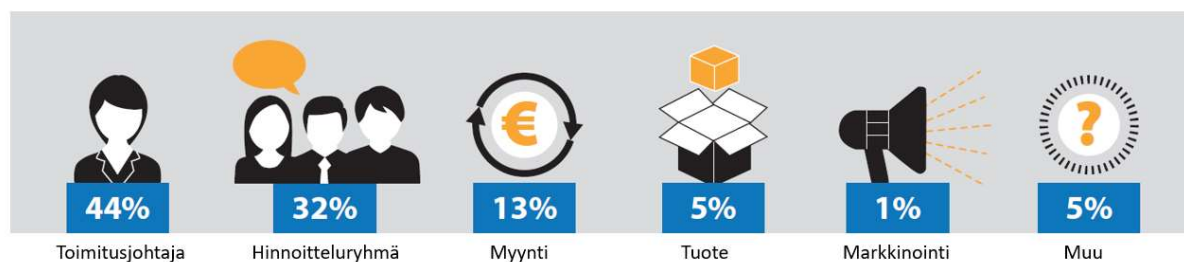 44% 32% 13% 5% 1% 5%
Toimitusjohtaja Hinnoitteluryhmä Myynti Tuote Markkinointi Muu